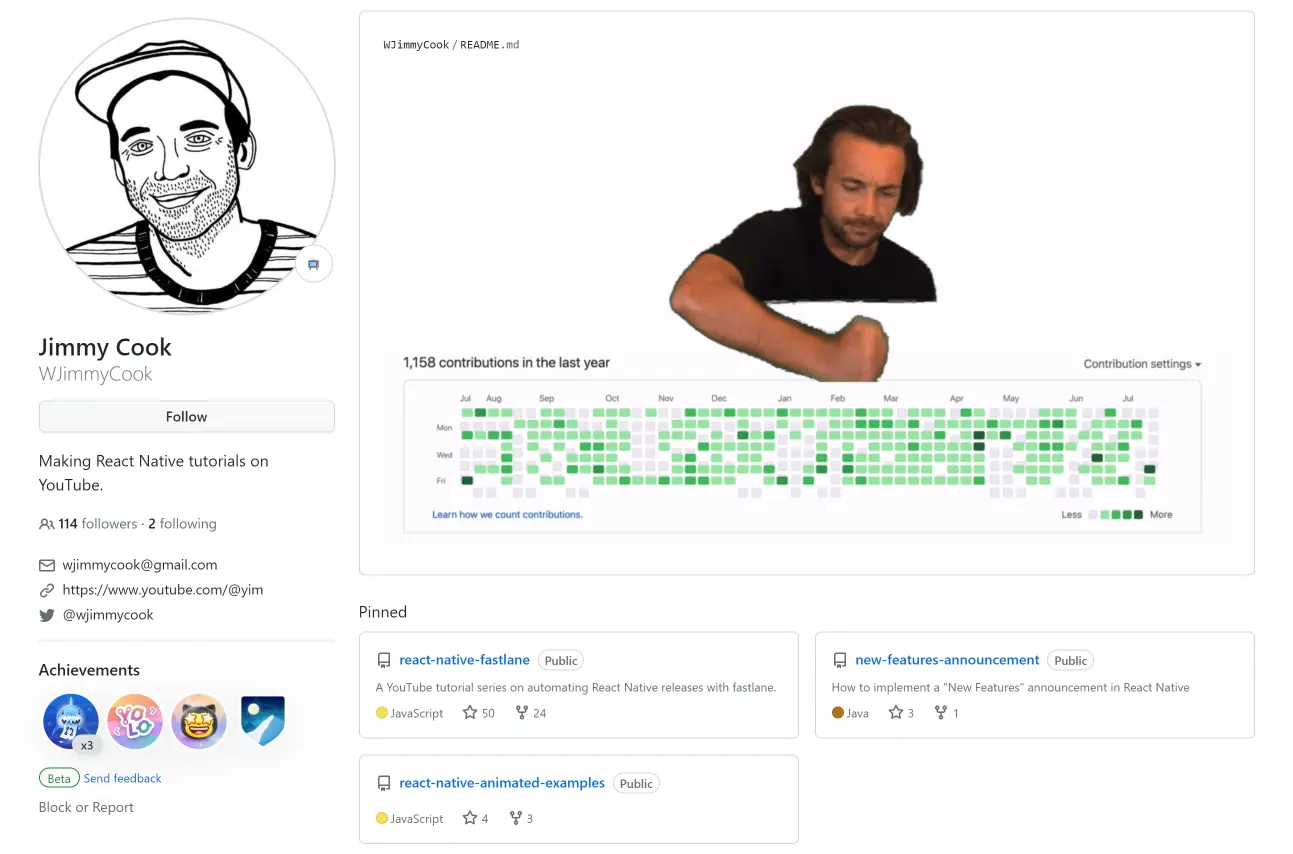 Jimmy Cook
WJimmyCook
Follow
Making React Native tutorials on
YouTube.
114 followers · 2 following
wjimmycook@gmail.com
https://www.youtube.com/@yim
@wjimmycook
Achievements
YOLO
x3
Beta Send feedback
Block or Report
WJimmyCook / README.md
1,158 contributions in the last year
Contribution settings
Jul Aug Sep Oct Nov Dec Jan Feb Mar Apr May Jun Jul
Mon
Wed
Fri
Learn how we count contributions.
Less More
Pinned
react-native-fastlane Public
A YouTube tutorial series on automating React Native releases with fastlane.
JavaScript 50 24
new-features-announcement Public
How to implement a "New Features" announcement in React Native
Java 3 1
react-native-animated-examples Public
JavaScript 4 3